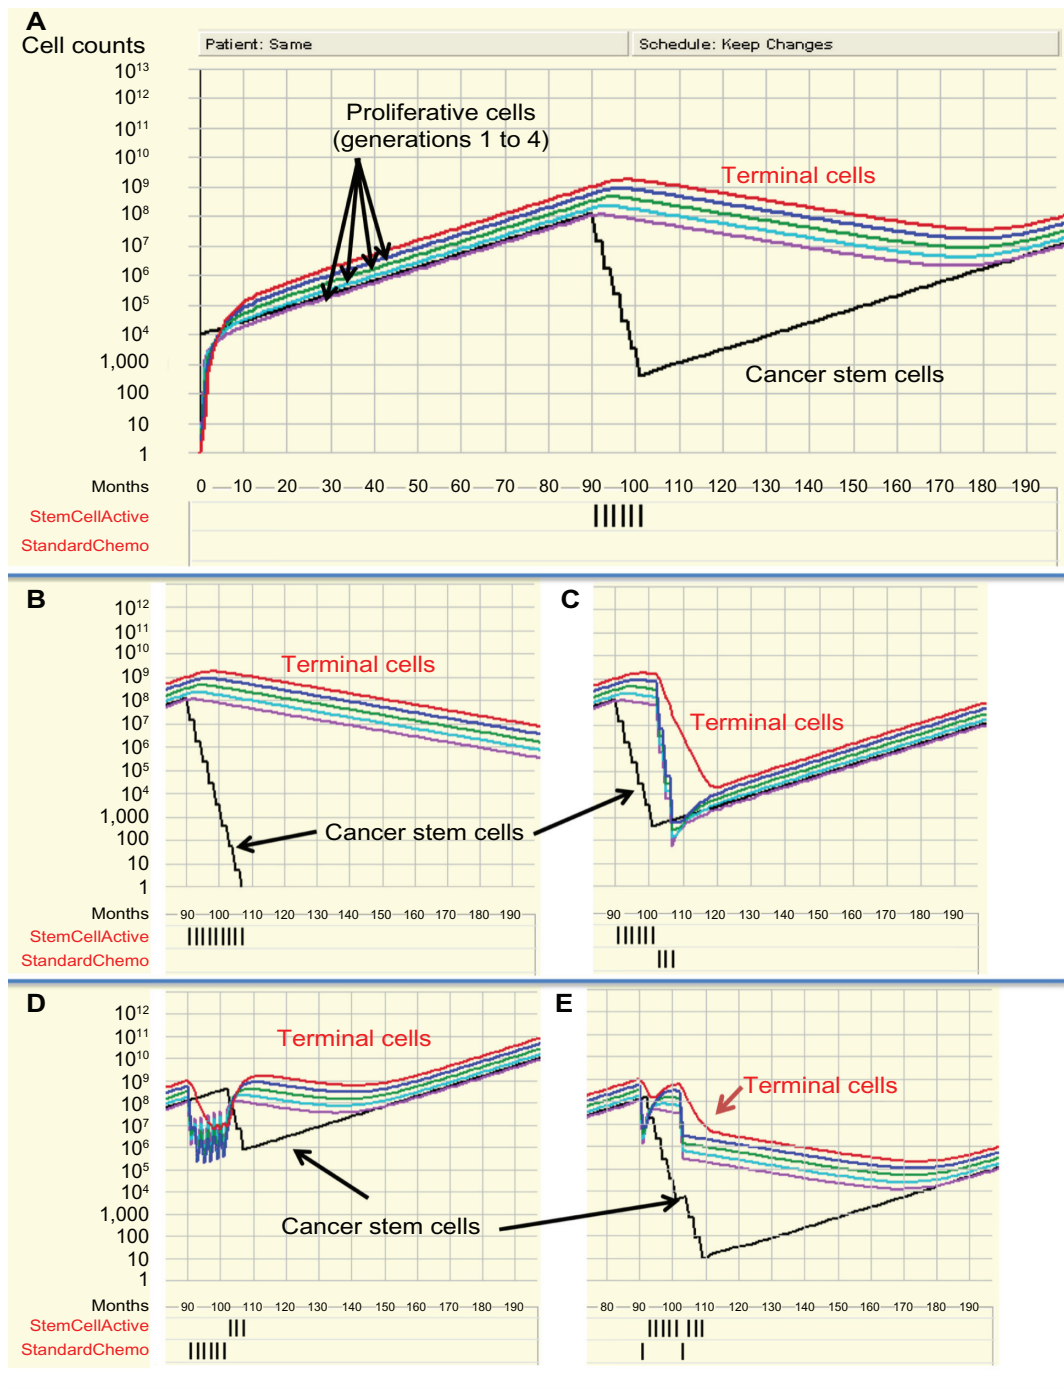 A
Cell counts
Patient: Same
Schedule: Keep Changes
10¹³
10¹²
10¹¹
10¹⁰
10⁹
10⁸
10⁷
10⁶
10⁵
10⁴
1,000
100
10
1
Proliferative cells
(generations 1 to 4)
Terminal cells
Cancer stem cells
Months 0 10 20 30 40 50 60 70 80 90 100 110 120 130 140 150 160 170 180 190
StemCellActive
StandardChemo
B
10¹²
10¹¹
10¹⁰
10⁹
10⁸
10⁷
10⁶
10⁵
10⁴
1,000
100
10
1
Terminal cells
Cancer stem cells
Months 90 100 110 120 130 140 150 160 170 180 190
StemCellActive
StandardChemo
C
Terminal cells
90 100 110 120 130 140 150 160 170 180 190
D
10¹²
10¹¹
10¹⁰
10⁹
10⁸
10⁷
10⁶
10⁵
10⁴
1,000
100
10
1
Terminal cells
Cancer stem cells
Months 90 100 110 120 130 140 150 160 170 180 190
StemCellActive
StandardChemo
E
Terminal cells
80 90 100 110 120 130 140 150 160 170 180 190